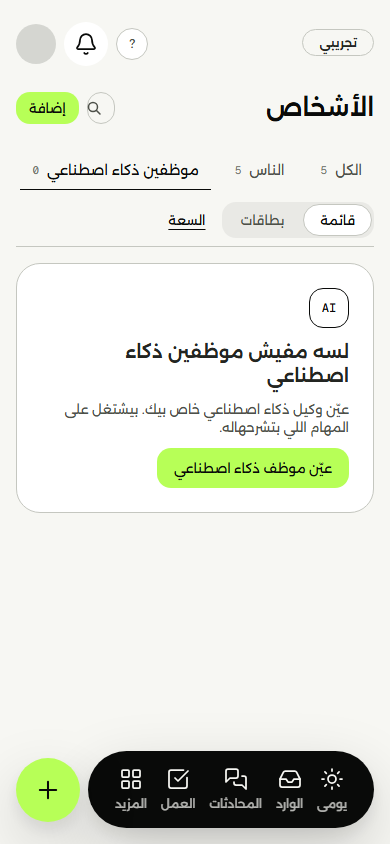 تجريبي
?
الأشخاص
إضافة
الكل 5
الناس 5
موظفين ذكاء اصطناعي 0
قائمة
بطاقات
السعة
AI
لسه مفيش موظفين ذكاء
اصطناعي
عيّن وكيل ذكاء اصطناعي خاص بيك. بيشتغل على
المهام اللي بتشرحهاله.
عيّن موظف ذكاء اصطناعي
يومي
الوارد
المحادثات
العمل
المزيد